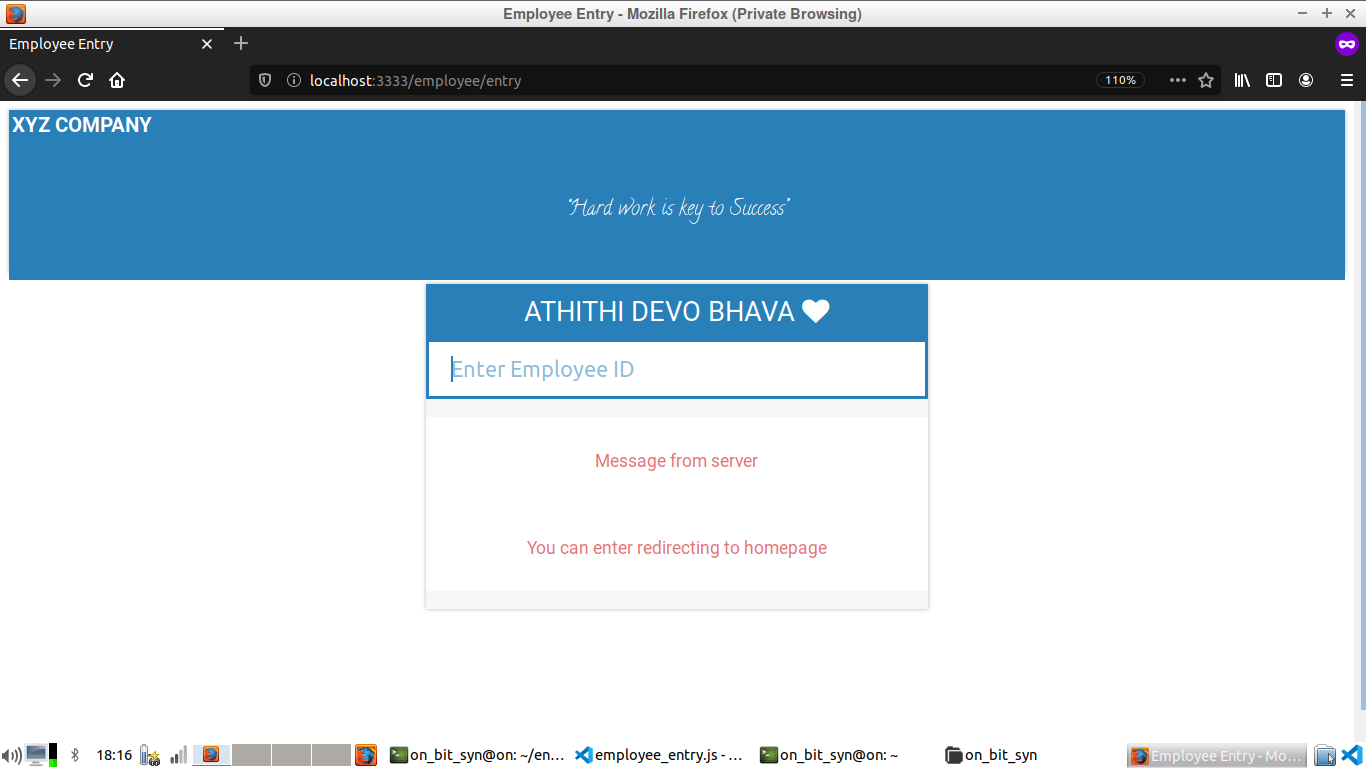 Employee Entry - Mozilla Firefox (Private Browsing)
Employee Entry
localhost:3333/employee/entry
110%
XYZ COMPANY
“Hard work is key to Success”
ATHITHI DEVO BHAVA
Enter Employee ID
Message from server
You can enter redirecting to homepage
18:16
on_bit_syn@on: ~/en...
employee_entry.js - ...
on_bit_syn@on: ~
on_bit_syn
Employee Entry - Mo...